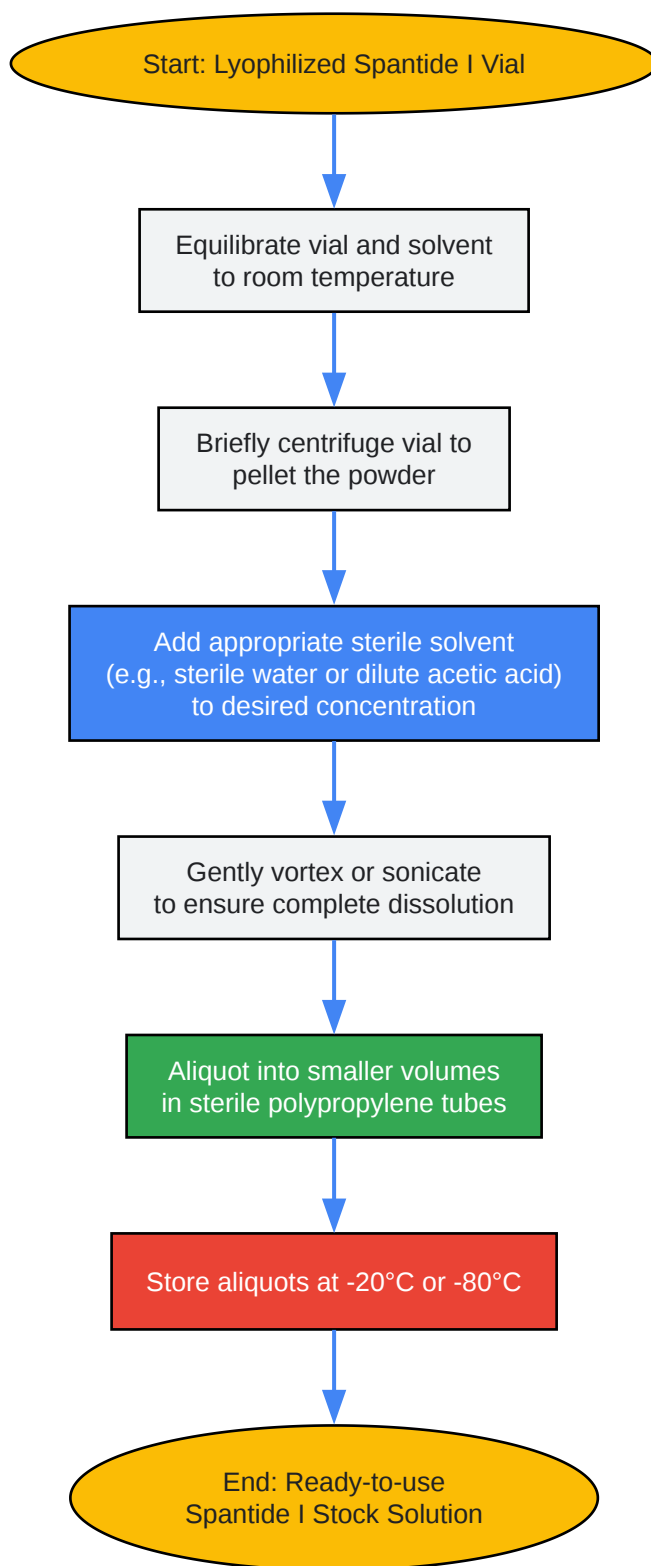 Start: Lyophilized Spantide I Vial
Equilibrate vial and solvent
to room temperature
Briefly centrifuge vial to
pellet the powder
Add appropriate sterile solvent
(e.g., sterile water or dilute acetic acid)
to desired concentration
Gently vortex or sonicate
to ensure complete dissolution
Aliquot into smaller volumes
in sterile polypropylene tubes
Store aliquots at -20°C or -80°C
End: Ready-to-use
Spantide I Stock Solution